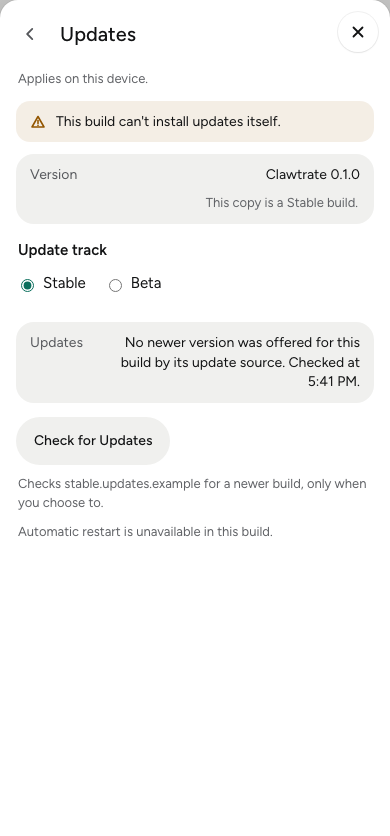 Updates
Applies on this device.
This build can't install updates itself.
Version
Clawtrate 0.1.0
This copy is a Stable build.
Update track
Stable
Beta
Updates
No newer version was offered for this
build by its update source. Checked at
5:41 PM.
Check for Updates
Checks stable.updates.example for a newer build, only when
you choose to.
Automatic restart is unavailable in this build.